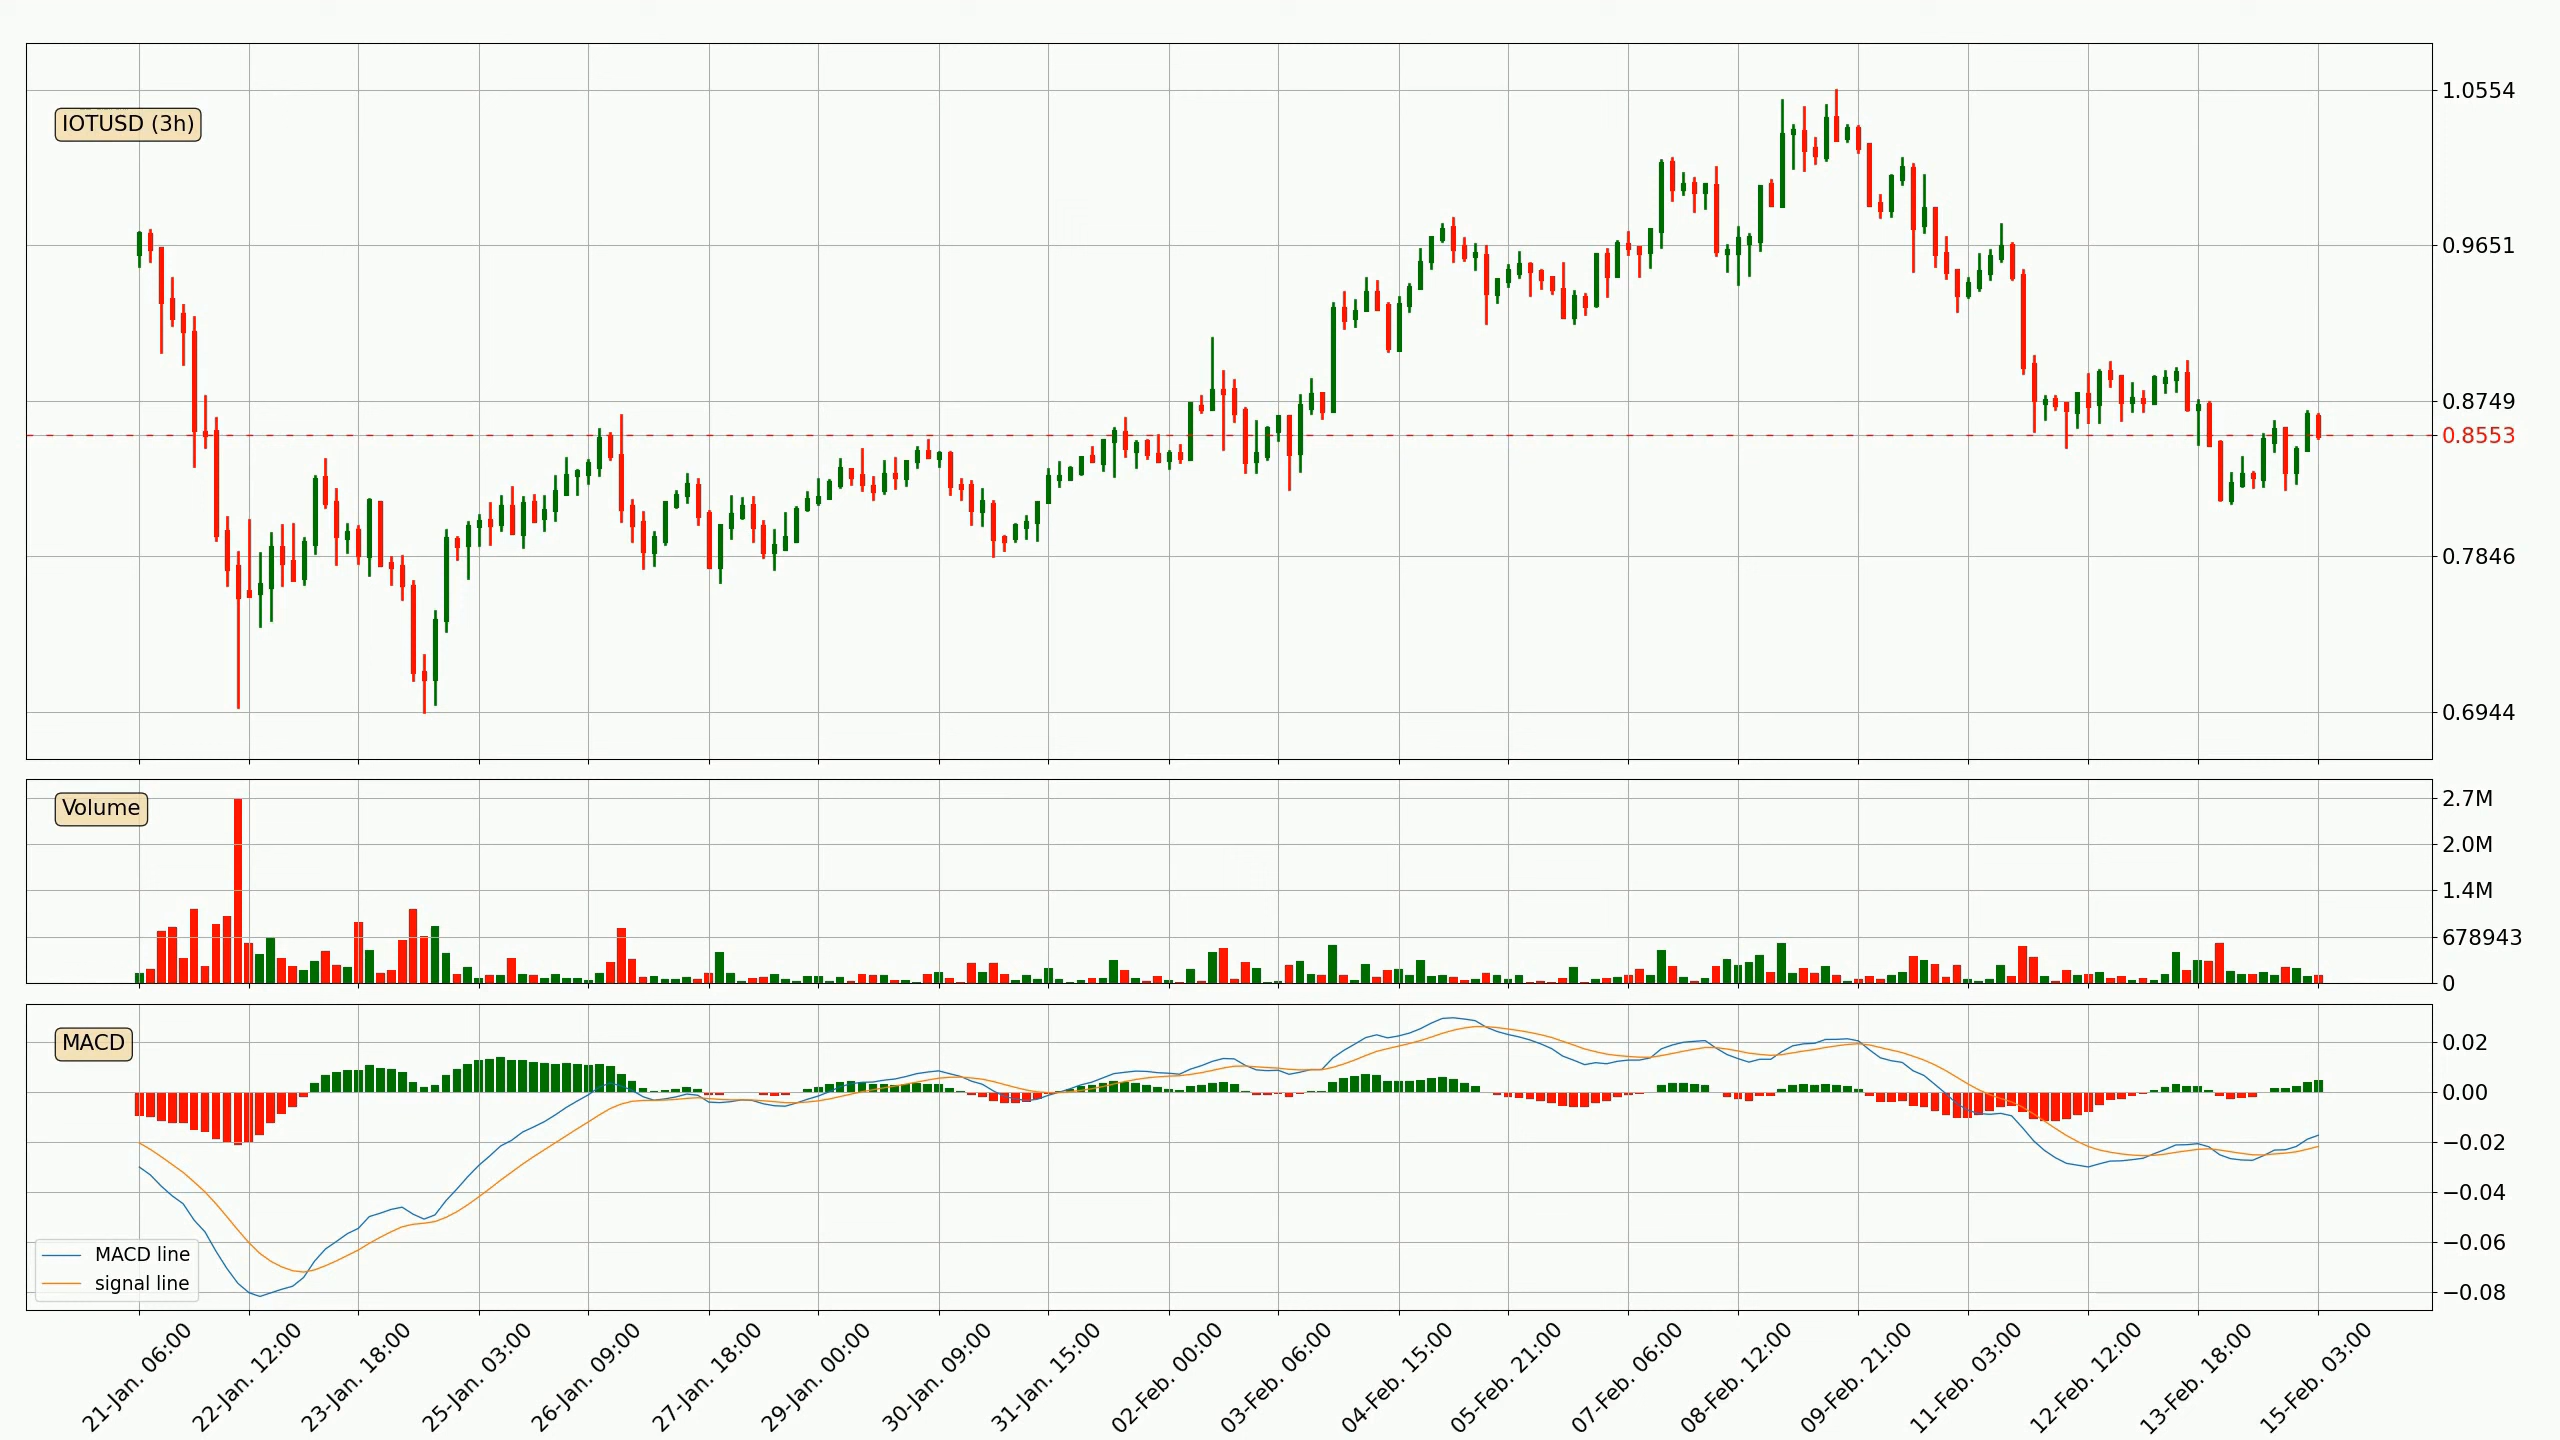 IOTUSD (3h)
1.0554
0.9651
0.8749
0.8553
0.7846
0.6944
Volume
2.7M
2.0M
1.4M
678943
0
MACD
0.02
0.00
−0.02
−0.04
−0.06
−0.08
MACD line
signal line
21-Jan. 06:00
22-Jan. 12:00
23-Jan. 18:00
25-Jan. 03:00
26-Jan. 09:00
27-Jan. 18:00
29-Jan. 00:00
30-Jan. 09:00
31-Jan. 15:00
02-Feb. 00:00
03-Feb. 06:00
04-Feb. 15:00
05-Feb. 21:00
07-Feb. 06:00
08-Feb. 12:00
09-Feb. 21:00
11-Feb. 03:00
12-Feb. 12:00
13-Feb. 18:00
15-Feb. 03:00